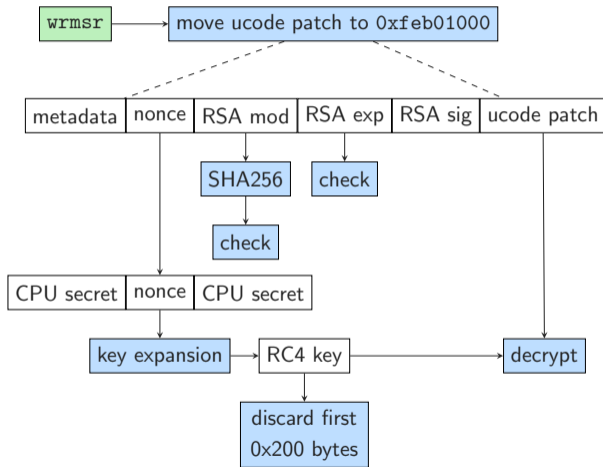 wrmsr
move ucode patch to 0xfeb01000
metadata
nonce
RSA mod
RSA exp
RSA sig
ucode patch
SHA256
check
check
CPU secret
nonce
CPU secret
key expansion
RC4 key
decrypt
discard first
0x200 bytes